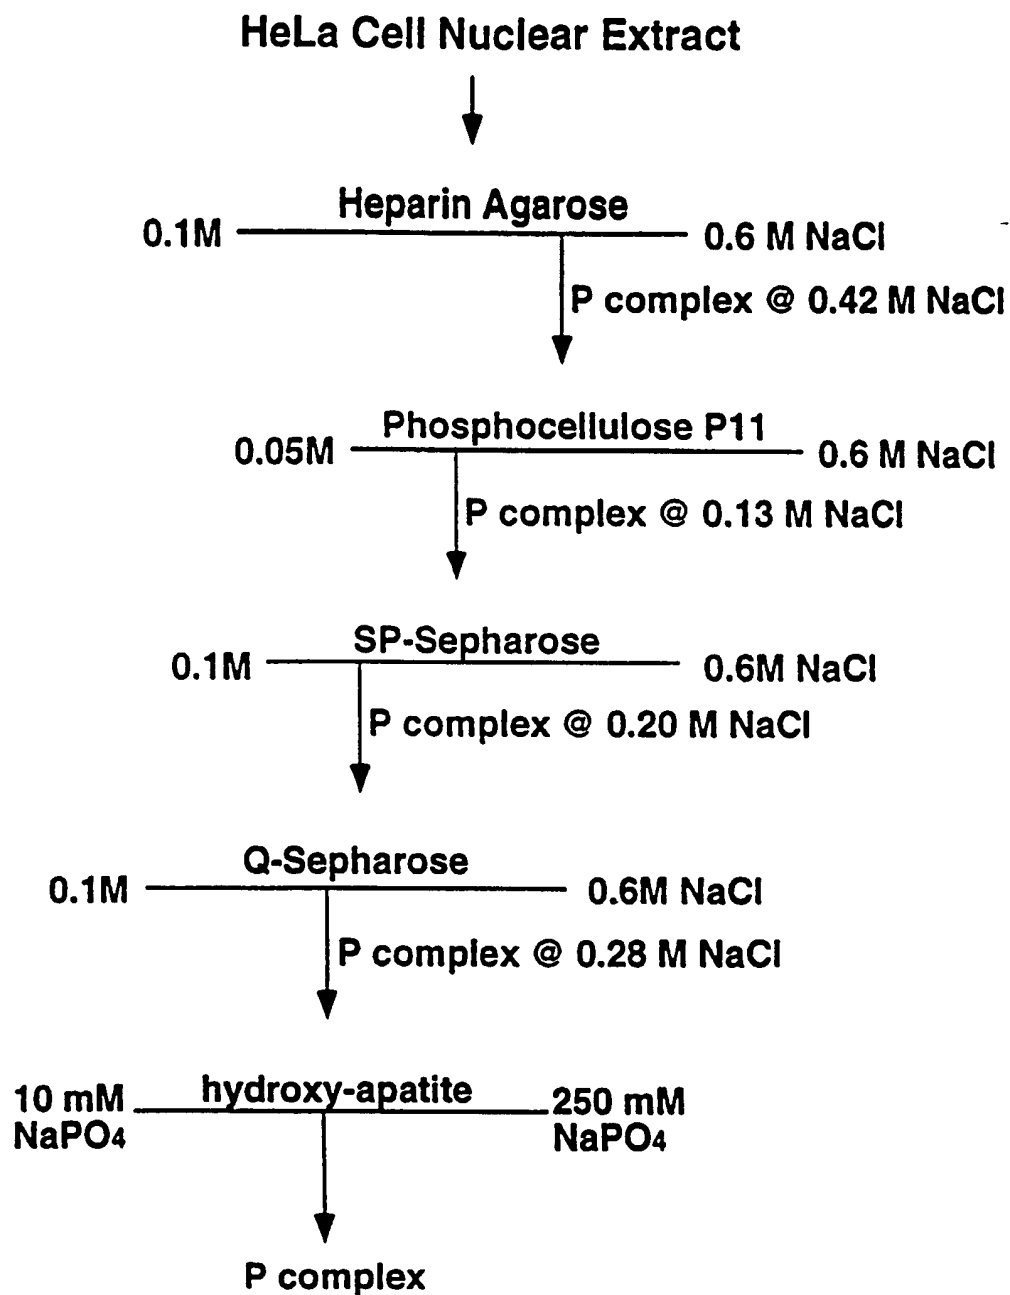 HeLa Cell Nuclear Extract
Heparin Agarose
0.1M 0.6 M NaCl
P complex @ 0.42 M NaCl
Phosphocellulose P11
0.05M 0.6 M NaCl
P complex @ 0.13 M NaCl
SP-Sepharose
0.1M 0.6M NaCl
P complex @ 0.20 M NaCl
Q-Sepharose
0.1M 0.6M NaCl
P complex @ 0.28 M NaCl
hydroxy-apatite
10 mM 250 mM
NaPO4 NaPO4
P complex